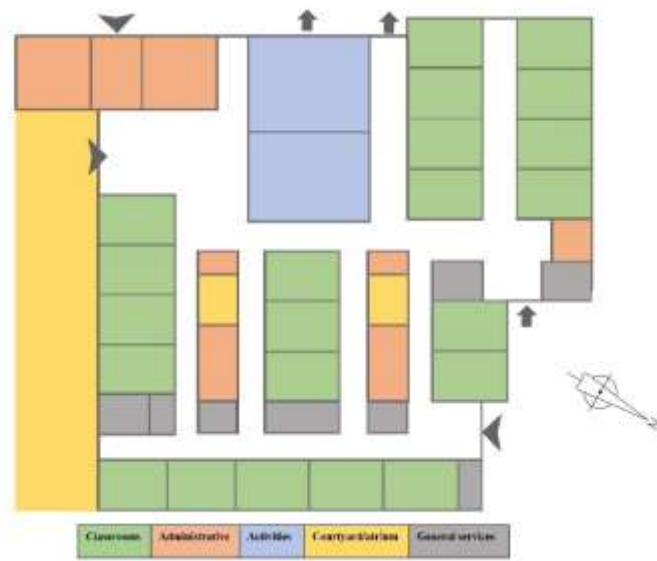 Classrooms
Administrative
Activities
Courtyard/atrium
General services
N